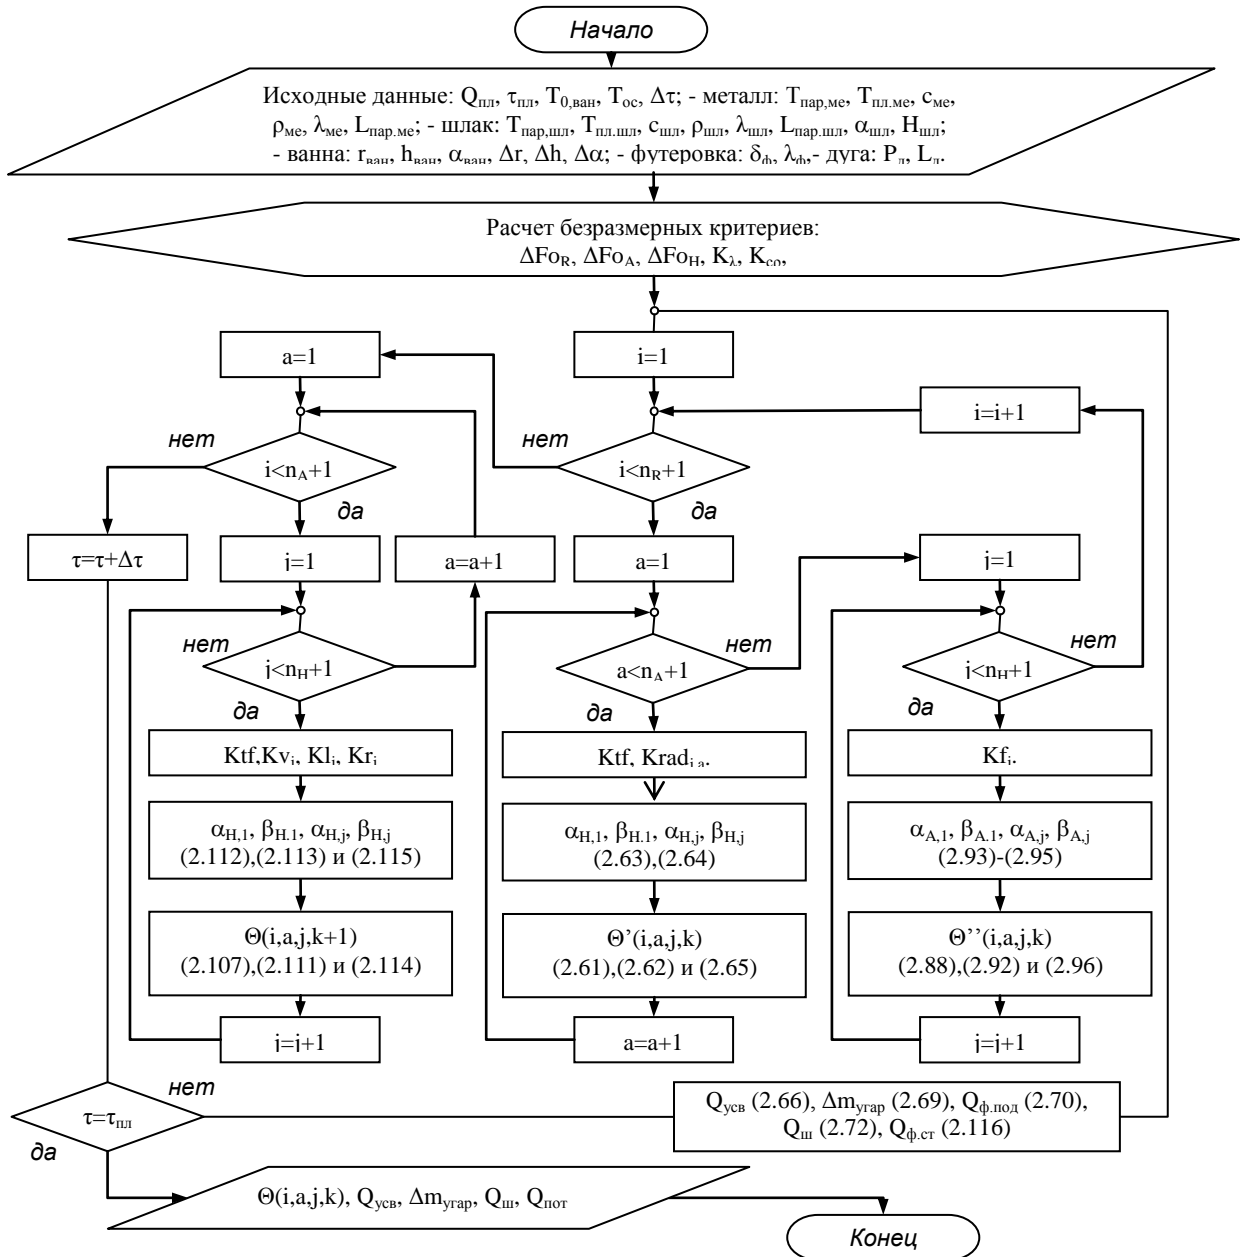 Начало
Исходные данные: Qпл, τпл, T0,ван, Tос, Δτ; - металл: Tпар,ме, Tпл.ме, cме,
ρме, λме, Lпар.ме; - шлак: Tпар,шл, Tпл.шл, cшл, ρшл, λшл, Lпар.шл, αшл, Hшл;
- ванна: rван, hван, αван, Δr, Δh, Δα; - футеровка: δф, λф,- дуга: Pд, Lд.
Расчет безразмерных критериев:
ΔFoR, ΔFoA, ΔFoH, Kλ, Kcρ,
a=1
i=1
i=i+1
нет
i<nA+1
да
нет
i<nR+1
да
τ=τ+Δτ
j=1
a=a+1
a=1
j=1
нет
j<nH+1
да
a<nA+1
нет
да
j<nH+1
нет
да
Ktf,Kvj, Klj, Krj
Ktf, Kradi,a.
Kfj.
αH,1, βH.1, αH,j, βH,j
(2.112),(2.113) и (2.115)
αH,1, βH.1, αH,j, βH,j
(2.63),(2.64)
αA,1, βA.1, αA,j, βA,j
(2.93)-(2.95)
Θ(i,a,j,k+1)
(2.107),(2.111) и (2.114)
Θ’(i,a,j,k)
(2.61),(2.62) и (2.65)
Θ’’(i,a,j,k)
(2.88),(2.92) и (2.96)
j=j+1
a=a+1
j=j+1
τ=τпл
нет
да
Qусв (2.66), Δmугар (2.69), Qф.под (2.70),
Qш (2.72), Qф.ст (2.116)
Θ(i,a,j,k), Qусв, Δmугар, Qш, Qпот
Конец